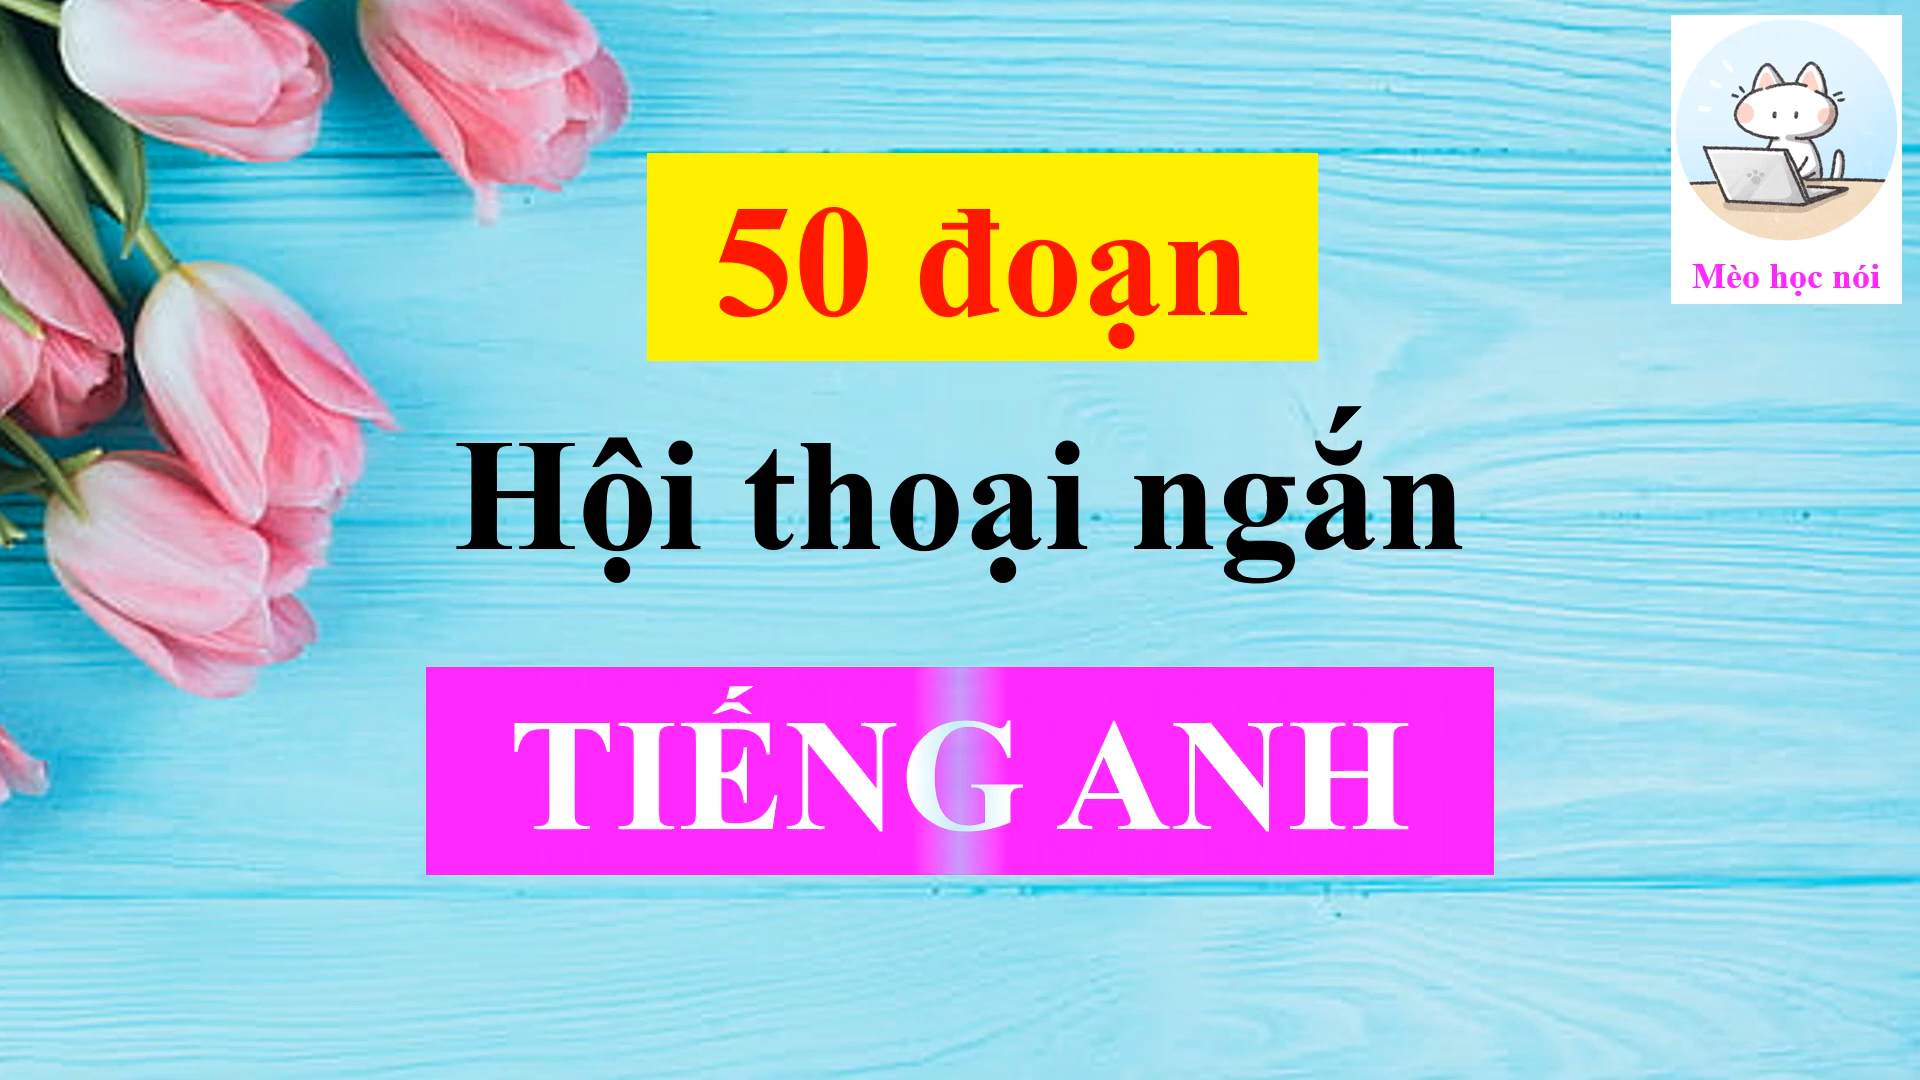 50 đoạn
Hội thoại ngắn
TIẾNG ANH
Mèo học nói